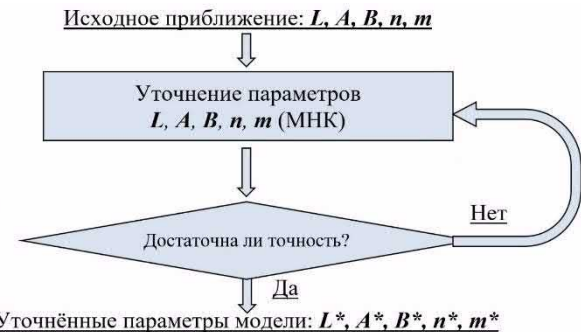 Исходное приближение: L, A, B, n, m
Уточнение параметров
L, A, B, n, m (МНК)
Нет
Достаточна ли точность?
Да
Уточнённые параметры модели: L*, A*, B*, n*, m*